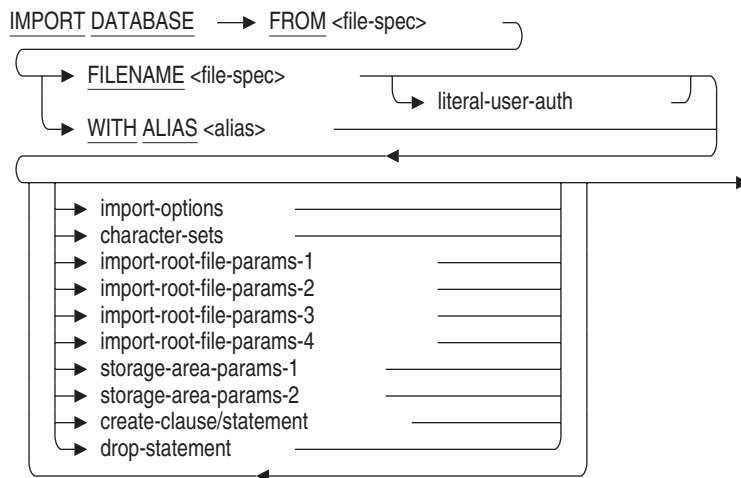 IMPORT DATABASE FROM <file-spec>
FILENAME <file-spec>
literal-user-auth
WITH ALIAS <alias>
import-options
character-sets
import-root-file-params-1
import-root-file-params-2
import-root-file-params-3
import-root-file-params-4
storage-area-params-1
storage-area-params-2
create-clause/statement
drop-statement